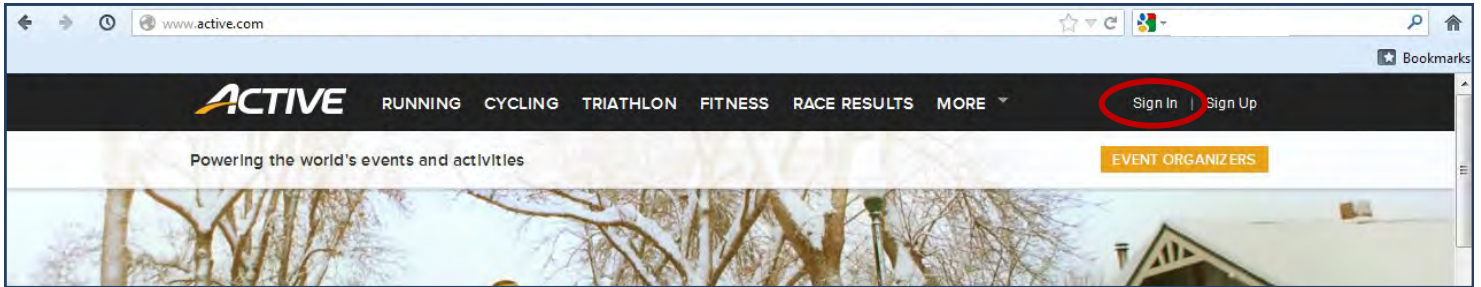 www.active.com
Bookmarks
ACTIVE RUNNING CYCLING TRIATHLON FITNESS RACE RESULTS MORE Sign In | Sign Up
Powering the world's events and activities EVENT ORGANIZERS